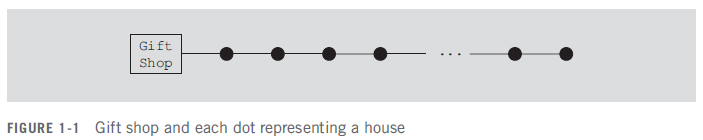 Gift
Shop
...
FIGURE 1-1 Gift shop and each dot representing a house